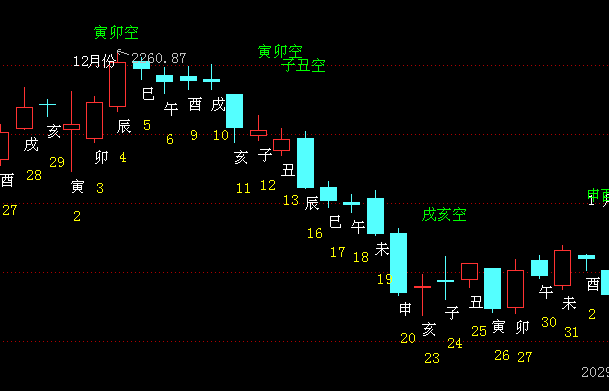 寅卯空
12月份
2260.87
寅卯空
子丑空
戌亥空
1
酉
27
戌
28
亥
29
寅
2
卯
3
辰
4
巳
5
午
6
酉
9
戌
10
亥
11
子
12
丑
13
辰
16
巳
17
午
18
未
19
申
20
亥
23
子
24
丑
25
寅
26
卯
27
午
30
未
31
酉
2
2029